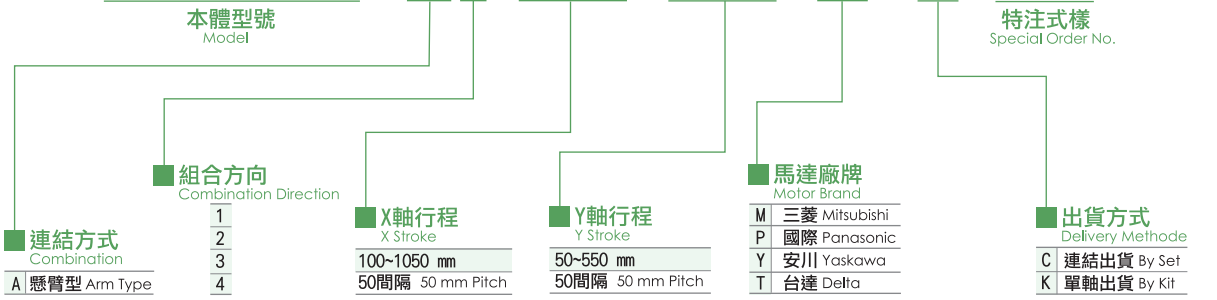 本體型號
Model
特注式樣
Special Order No.
連結方式
Combination
A 懸臂型 Arm Type
組合方向
Combination Direction
1
2
3
4
X軸行程
X Stroke
100~1050 mm
50間隔 50 mm Pitch
Y軸行程
Y Stroke
50~550 mm
50間隔 50 mm Pitch
馬達廠牌
Motor Brand
M 三菱 Mitsubishi
P 國際 Panasonic
Y 安川 Yaskawa
T 台達 Delta
出貨方式
Delivery Methode
C 連結出貨 By Set
K 單軸出貨 By Kit